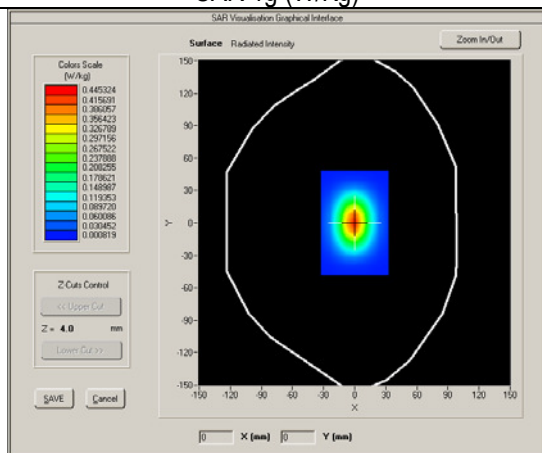 SAR 1g (W/Kg)
SAR Visualisation Graphical Interface
Surface Radiated Intensity
Zoom In/Out
Colors Scale
(W/kg)
0.445324
0.415691
0.386057
0.356423
0.326789
0.297156
0.267522
0.237888
0.208255
0.178621
0.148987
0.119353
0.089720
0.060086
0.030452
0.000819
150
120
90
60
30
0
-30
-60
-90
-120
-150
Y
-150 -120 -90 -60 -30 0 30 60 90 120 150
X
Z-Cuts Control
<< Upper Cut
Z = 4.0 mm
Lower Cut >>
SAVE Cancel
0 X (mm) 0 Y (mm)